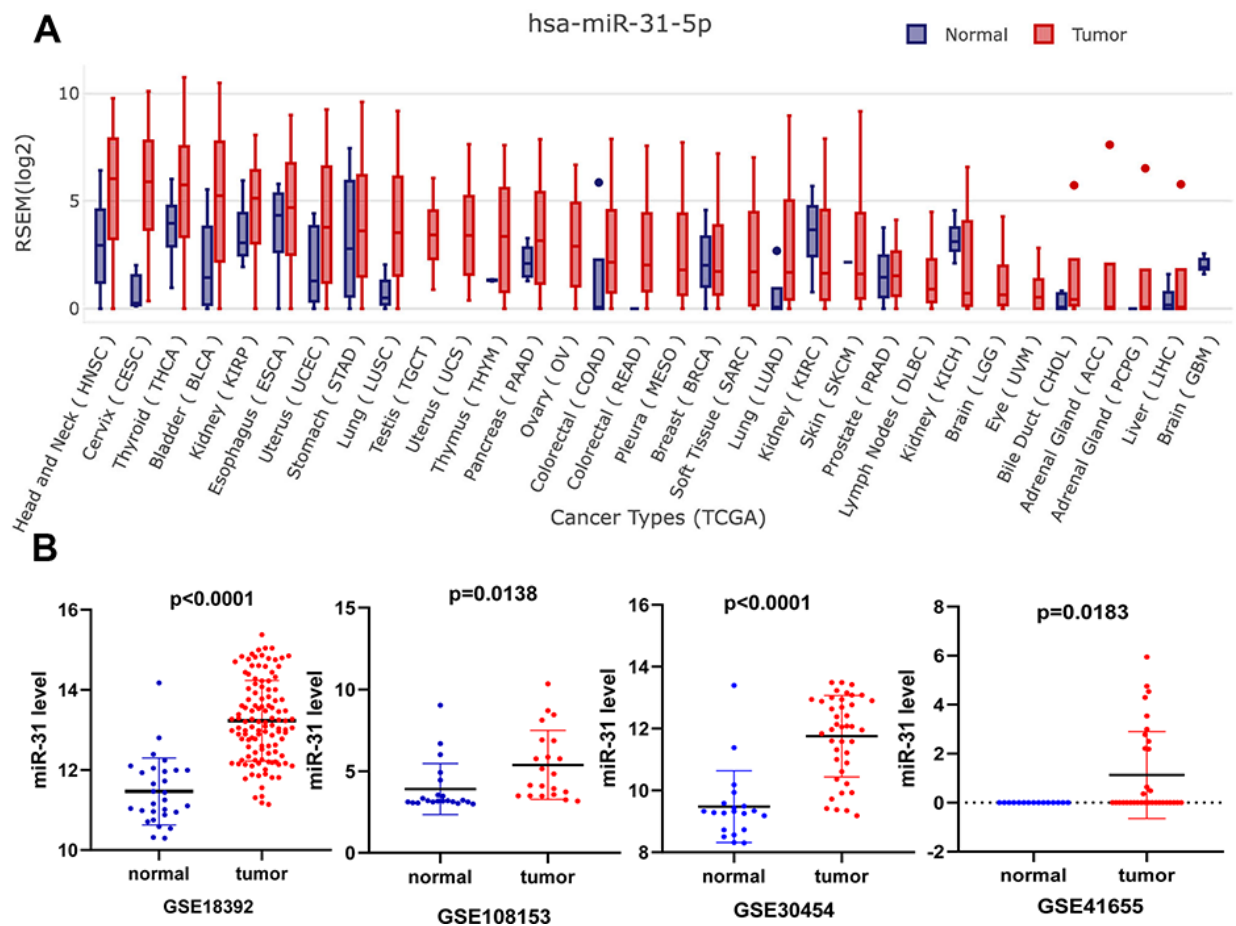 A
hsa-miR-31-5p
Normal
Tumor
RSEM(log2)
10
5
0
Head and Neck ( HNSC )
Cervix ( CESC )
Thyroid ( THCA )
Bladder ( BLCA )
Kidney ( KIRP )
Esophagus ( ESCA )
Uterus ( UCEC )
Stomach ( STAD )
Lung ( LUSC )
Testis ( TGCT )
Uterus ( UCS )
Thymus ( THYM )
Pancreas ( PAAD )
Ovary ( OV )
Colorectal ( COAD )
Colorectal ( READ )
Pleura ( MESO )
Breast ( BRCA )
Soft Tissue ( SARC )
Lung ( LUAD )
Kidney ( KIRC )
Skin ( SKCM )
Prostate ( PRAD )
Lymph Nodes ( DLBC )
Kidney ( KICH )
Brain ( LGG )
Eye ( UVM )
Bile Duct ( CHOL )
Adrenal Gland ( ACC )
Adrenal Gland ( PCPG )
Liver ( LIHC )
Brain ( GBM )
Cancer Types (TCGA)
B
p<0.0001
miR-31 level
16
14
12
10
normal
tumor
GSE18392
p=0.0138
miR-31 level
15
10
5
0
normal
tumor
GSE108153
p<0.0001
miR-31 level
16
14
12
10
8
normal
tumor
GSE30454
p=0.0183
miR-31 level
8
6
4
2
0
-2
normal
tumor
GSE41655